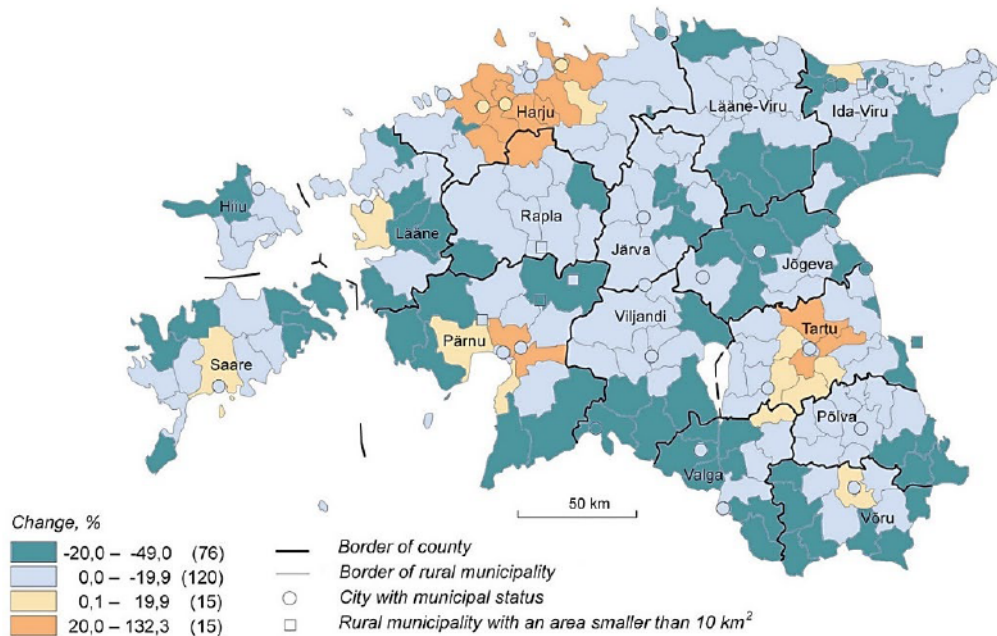 Harju
Lääne-Viru
Ida-Viru
Hiiu
Lääne
Rapla
Järva
Jõgeva
Viljandi
Tartu
Pärnu
Saare
Põlva
Valga
Võru
50 km
Change, %
-20,0 – -49,0 (76)
0,0 – -19,9 (120)
0,1 – 19,9 (15)
20,0 – 132,3 (15)
Border of county
Border of rural municipality
City with municipal status
Rural municipality with an area smaller than 10 km²